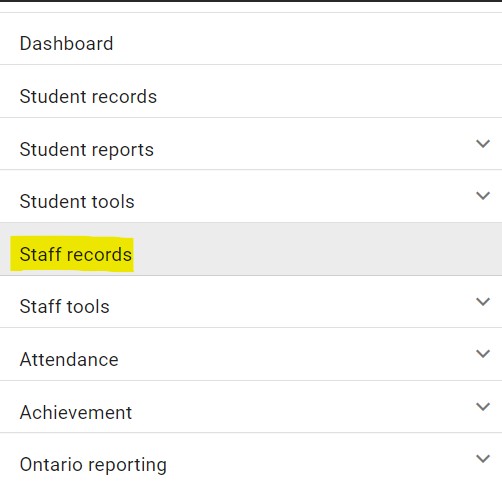 Dashboard
Student records
Student reports
Student tools
Staff records
Staff tools
Attendance
Achievement
Ontario reporting